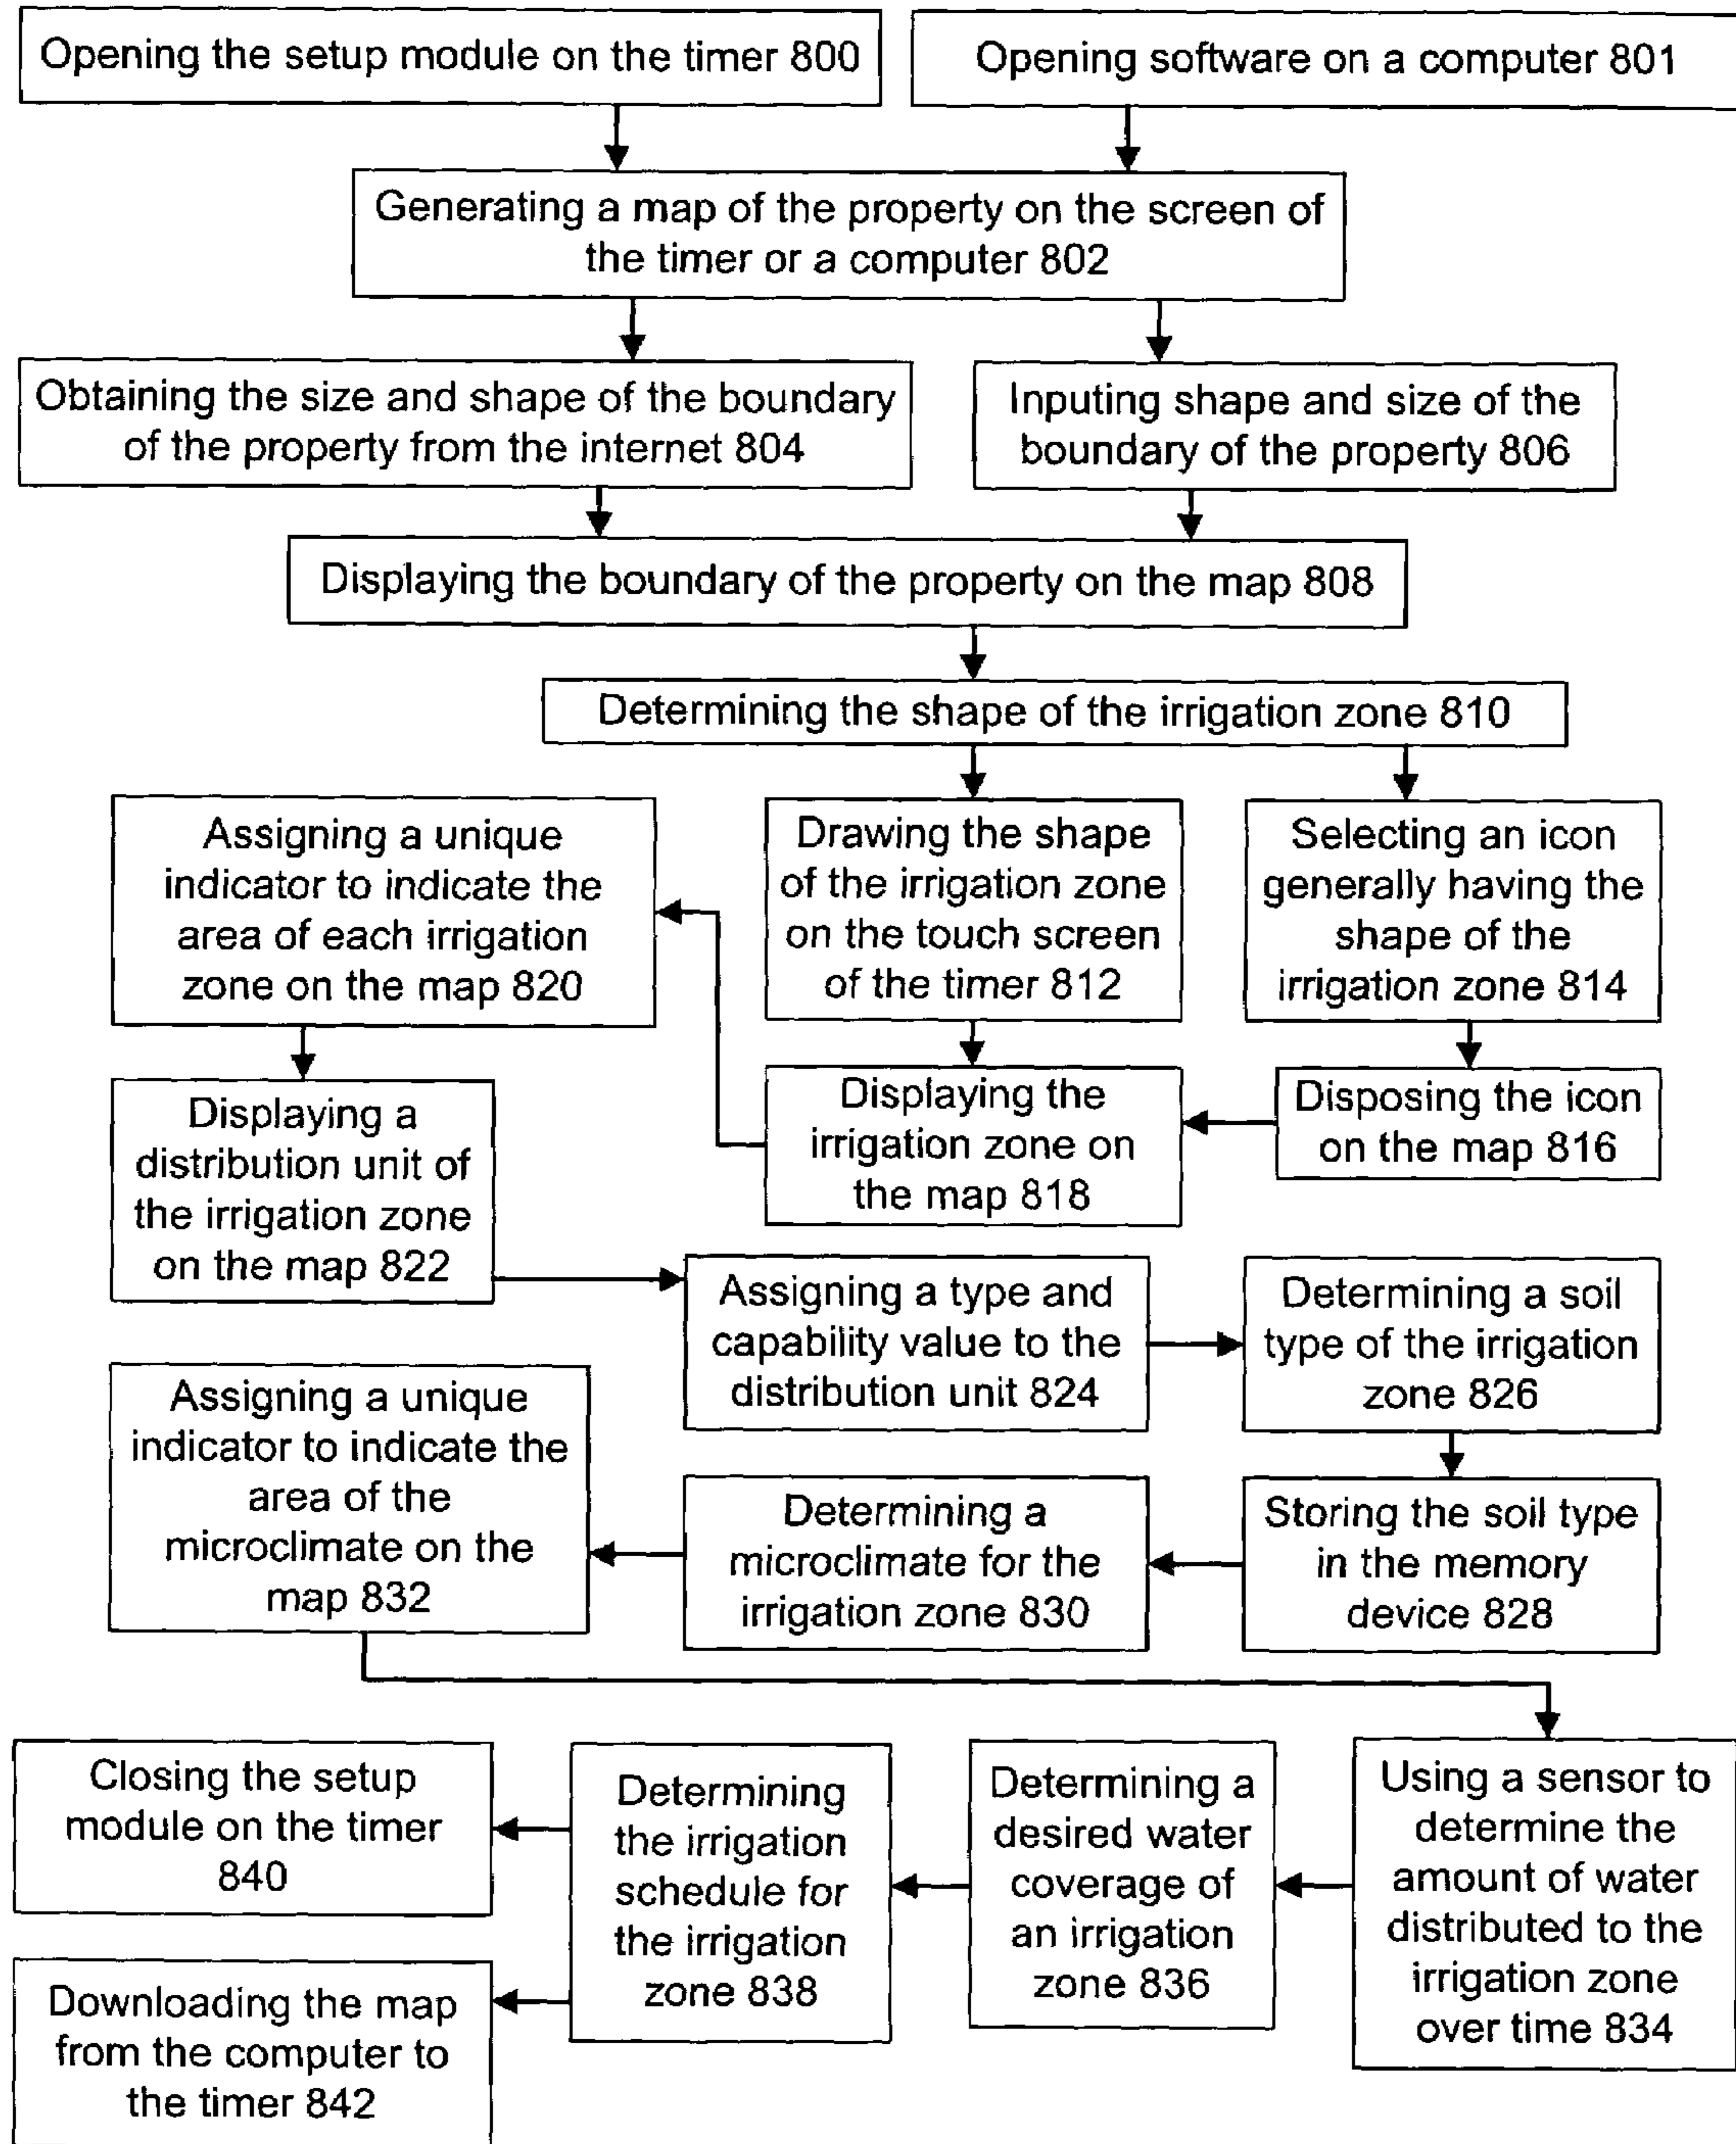 Opening the setup module on the timer 800
Opening software on a computer 801
Generating a map of the property on the screen of
the timer or a computer 802
Obtaining the size and shape of the boundary
of the property from the internet 804
Inputing shape and size of the
boundary of the property 806
Displaying the boundary of the property on the map 808
Determining the shape of the irrigation zone 810
Drawing the shape
of the irrigation zone
on the touch screen
of the timer 812
Selecting an icon
generally having the
shape of the
irrigation zone 814
Disposing the icon
on the map 816
Displaying the
irrigation zone on
the map 818
Assigning a unique
indicator to indicate the
area of each irrigation
zone on the map 820
Displaying a
distribution unit of
the irrigation zone
on the map 822
Assigning a type and
capability value to the
distribution unit 824
Determining a soil
type of the irrigation
zone 826
Storing the soil type
in the memory
device 828
Determining a
microclimate for the
irrigation zone 830
Assigning a unique
indicator to indicate the
area of the
microclimate on the
map 832
Using a sensor to
determine the
amount of water
distributed to the
irrigation zone
over time 834
Determining a
desired water
coverage of
an irrigation
zone 836
Determining
the irrigation
schedule for
the irrigation
zone 838
Closing the setup
module on the timer
840
Downloading the map
from the computer to
the timer 842